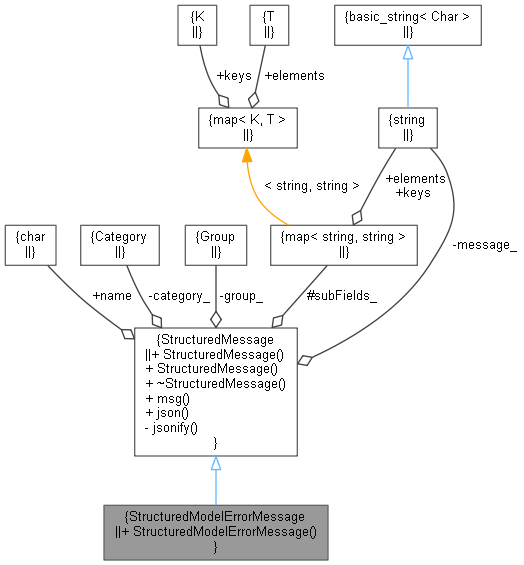 {K
||}
{T
||}
{basic_string< Char >
||}
+keys
+elements
{map< K, T >
||}
{string
||}
< string, string >
+elements
+keys
{char
||}
{Category
||}
{Group
||}
{map< string, string >
||}
-message_
+name
-category_
-group_
#subFields_
{StructuredMessage
||+ StructuredMessage()
+ StructuredMessage()
+ ~StructuredMessage()
+ msg()
+ json()
- jsonify()
}
{StructuredModelErrorMessage
||+ StructuredModelErrorMessage()
}